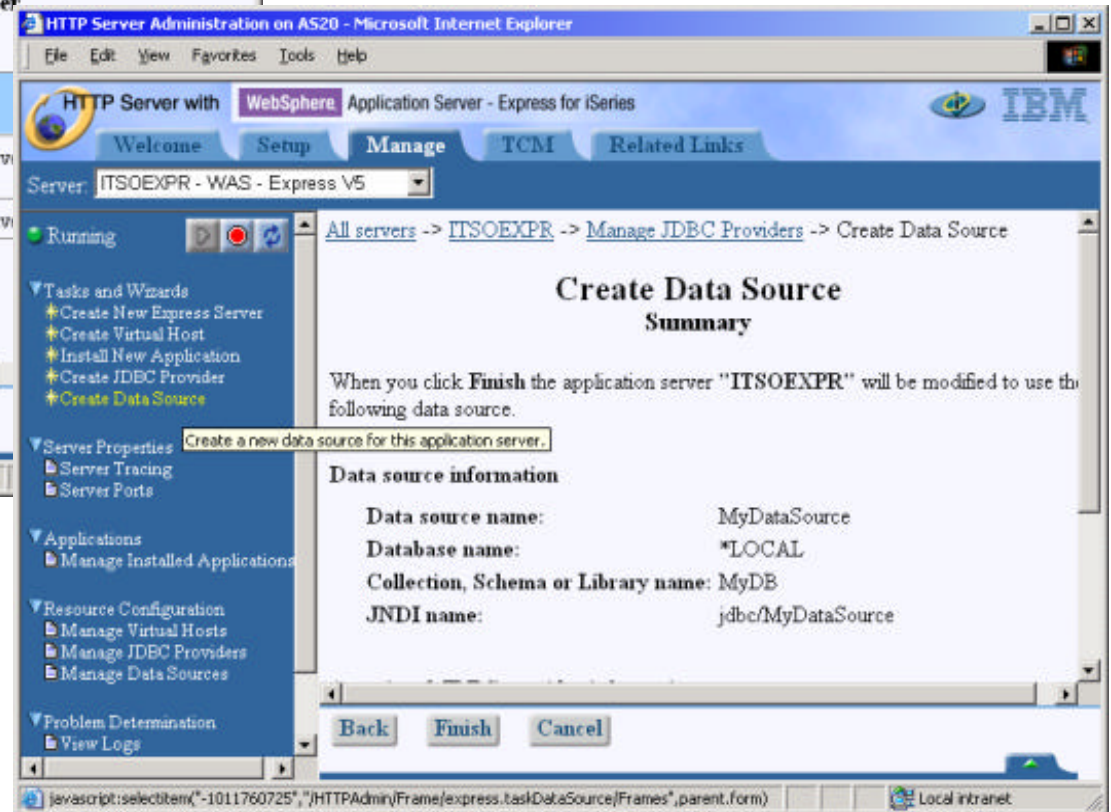 HTTP Server Administration on AS20 - Microsoft Internet Explorer
File Edit View Favorites Tools Help
HTTP Server with WebSphere Application Server - Express for iSeries
IBM
Welcome Setup Manage TCM Related Links
Server: ITSOEXPR - WAS - Express V5
Running
Tasks and Wizards
Create New Express Server
Create Virtual Host
Install New Application
Create JDBC Provider
Create Data Source
Create a new data source for this application server.
Server Properties
Server Tracing
Server Ports
Applications
Manage Installed Applications
Resource Configuration
Manage Virtual Hosts
Manage JDBC Providers
Manage Data Sources
Problem Determination
View Logs
All servers -> ITSOEXPR -> Manage JDBC Providers -> Create Data Source
Create Data Source
Summary
When you click Finish the application server "ITSOEXPR" will be modified to use the
following data source.
Data source information
Data source name: MyDataSource
Database name: *LOCAL
Collection, Schema or Library name: MyDB
JNDI name: jdbc/MyDataSource
Back Finish Cancel
javascript:selectitem("-1011760725","/HTTPAdmin/Frame/express.taskDataSource/Frames",parent.form)
Local intranet